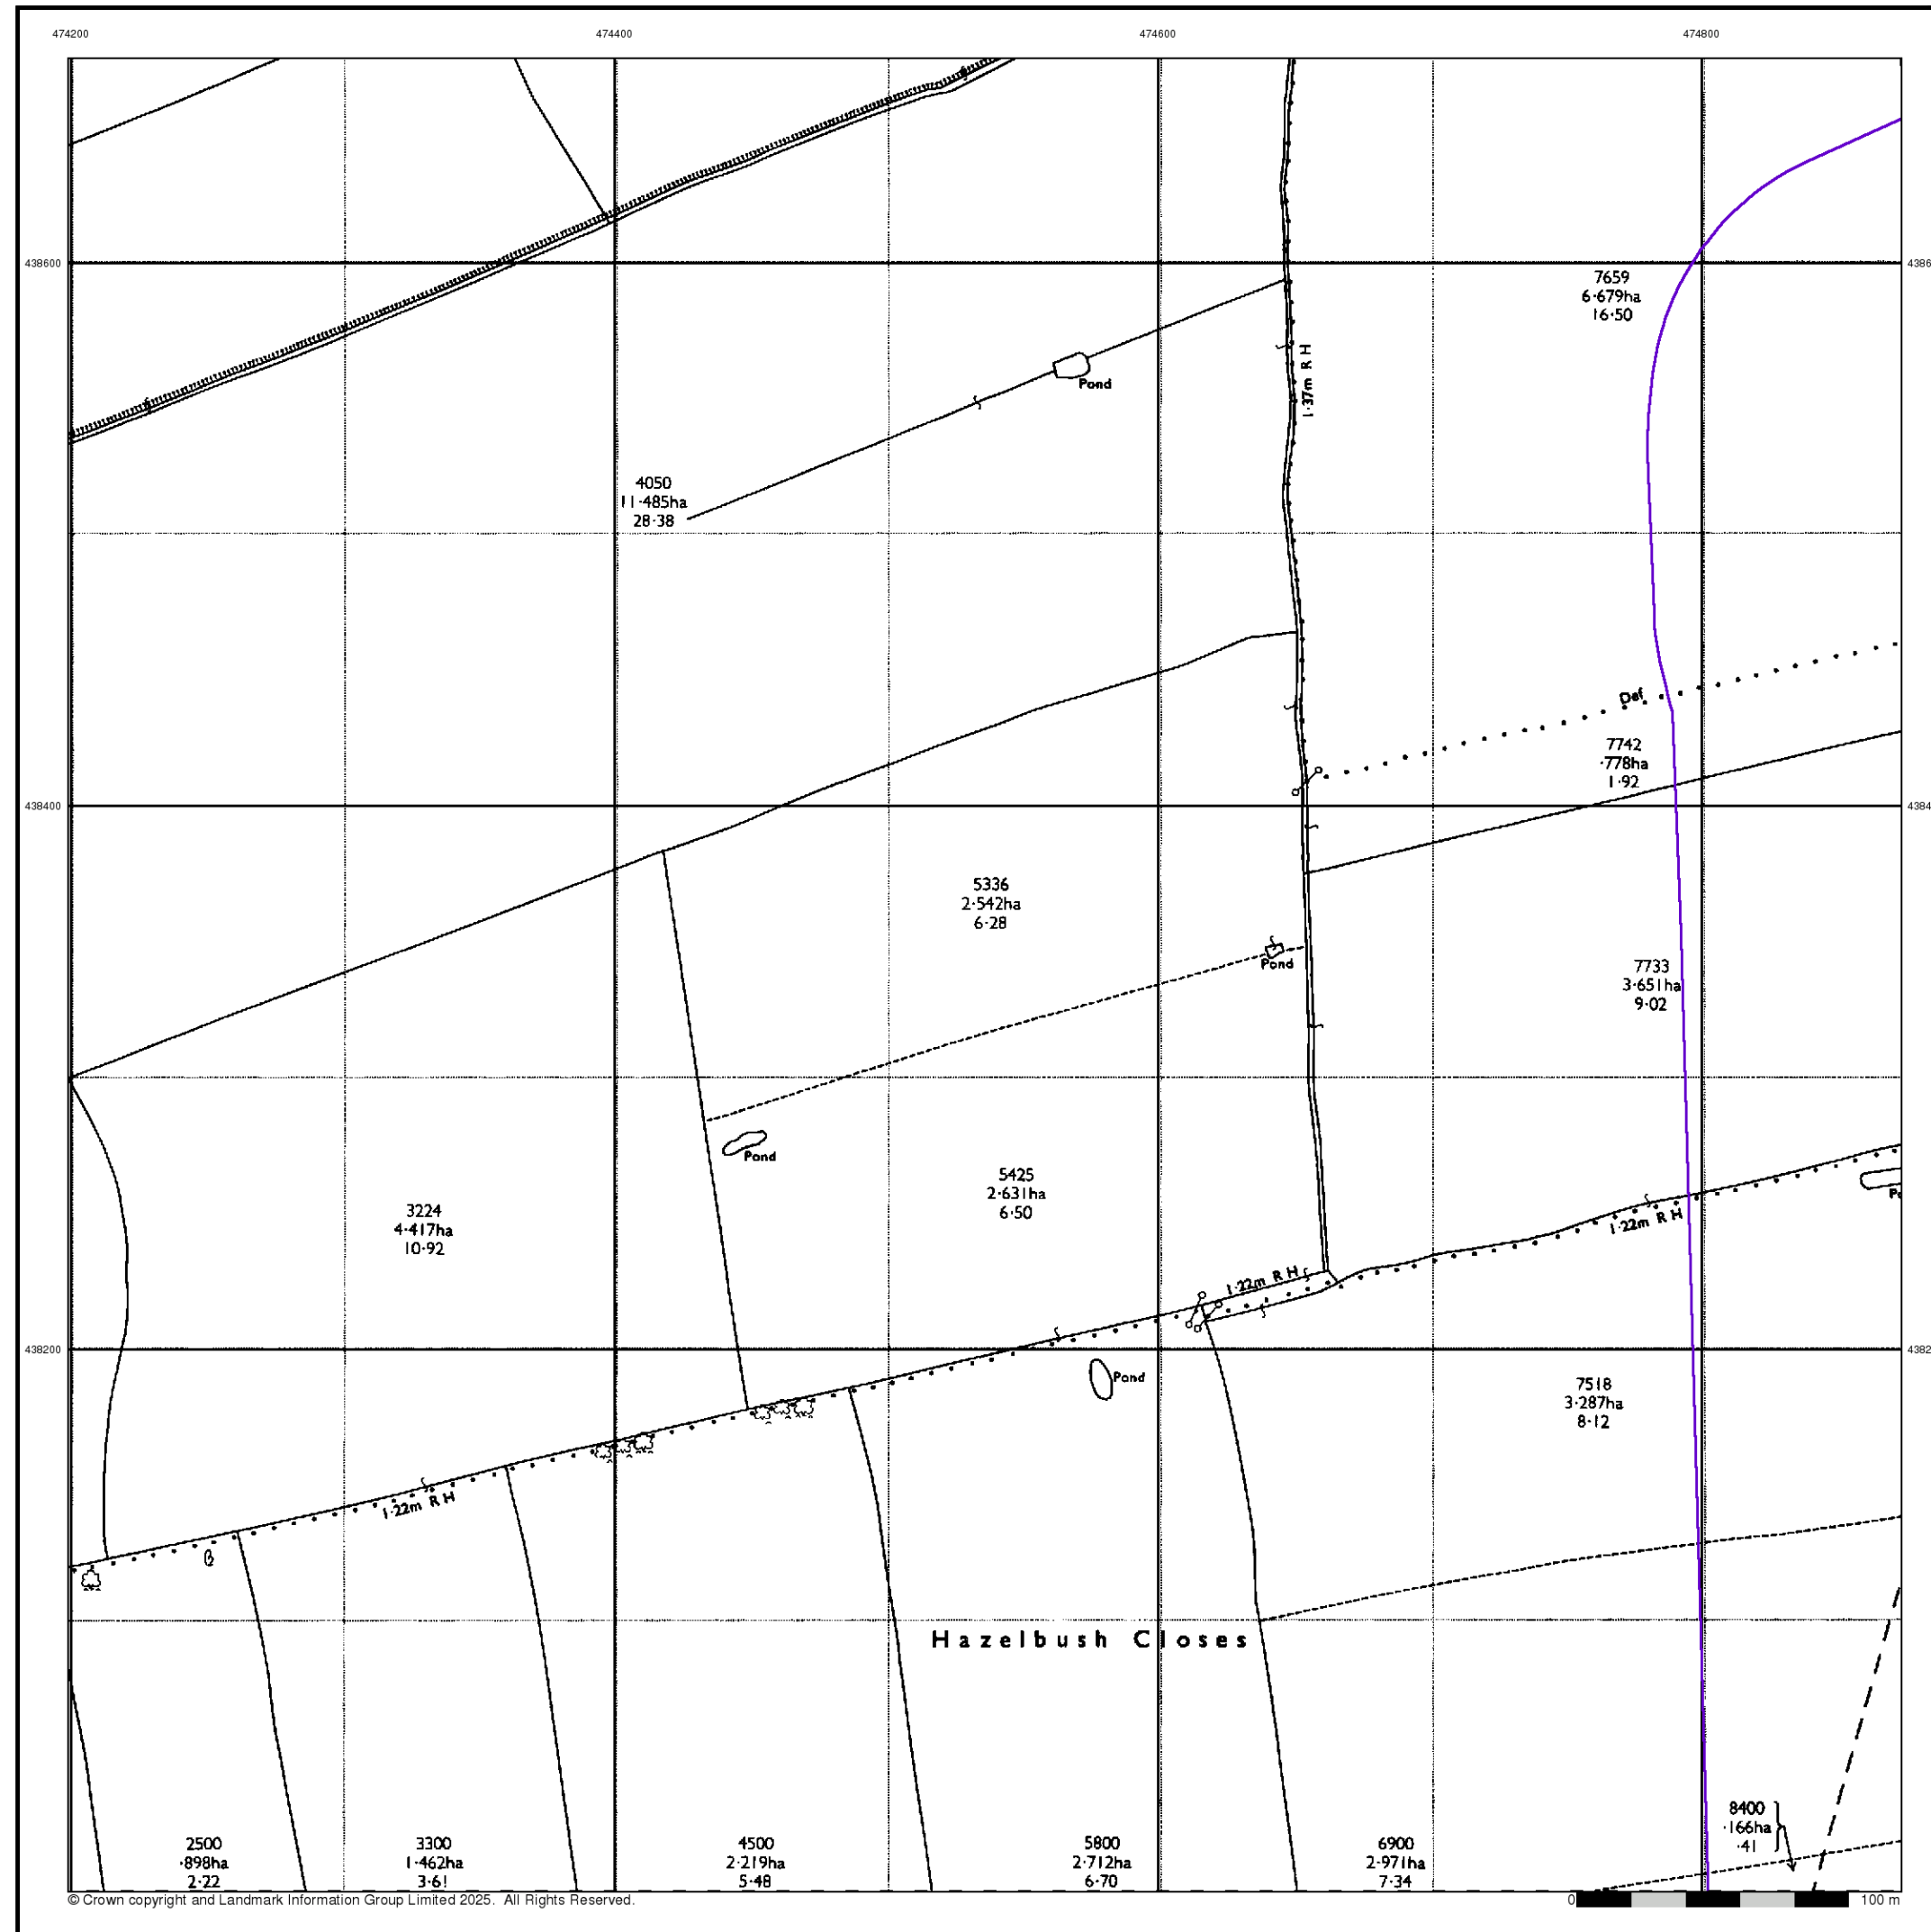 474200
474400
474600
474800
438600
4386
7659
6·679ha
16·50
1·37m R H
Pond
4050
11·485ha
28·38
Def
7742
·778ha
1·92
438400
4384
5336
2·542ha
6·28
Pond
7733
3·651ha
9·02
Pond
5425
2·631ha
6·50
3224
4·417ha
10·92
1·22m R H
1·22m R H
438200
4382
Pond
7518
3·287ha
8·12
1·22m R H
Hazelbush Closes
8400
·166ha
·41
2500
·898ha
2·22
3300
1·462ha
3·61
4500
2·219ha
5·48
5800
2·712ha
6·70
6900
2·971ha
7·34
© Crown copyright and Landmark Information Group Limited 2025. All Rights Reserved.
0
100 m